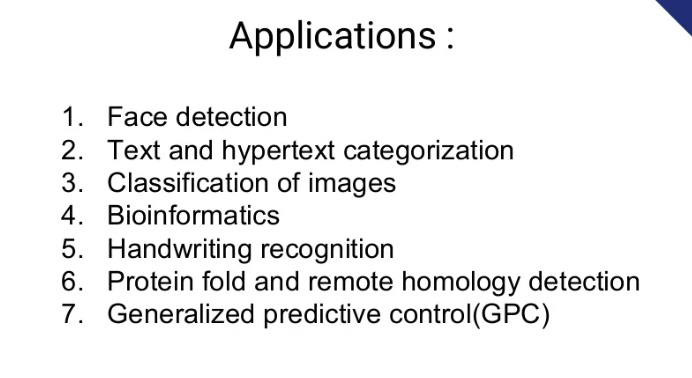 Applications :
1. Face detection
2. Text and hypertext categorization
3. Classification of images
4. Bioinformatics
5. Handwriting recognition
6. Protein fold and remote homology detection
7. Generalized predictive control(GPC)